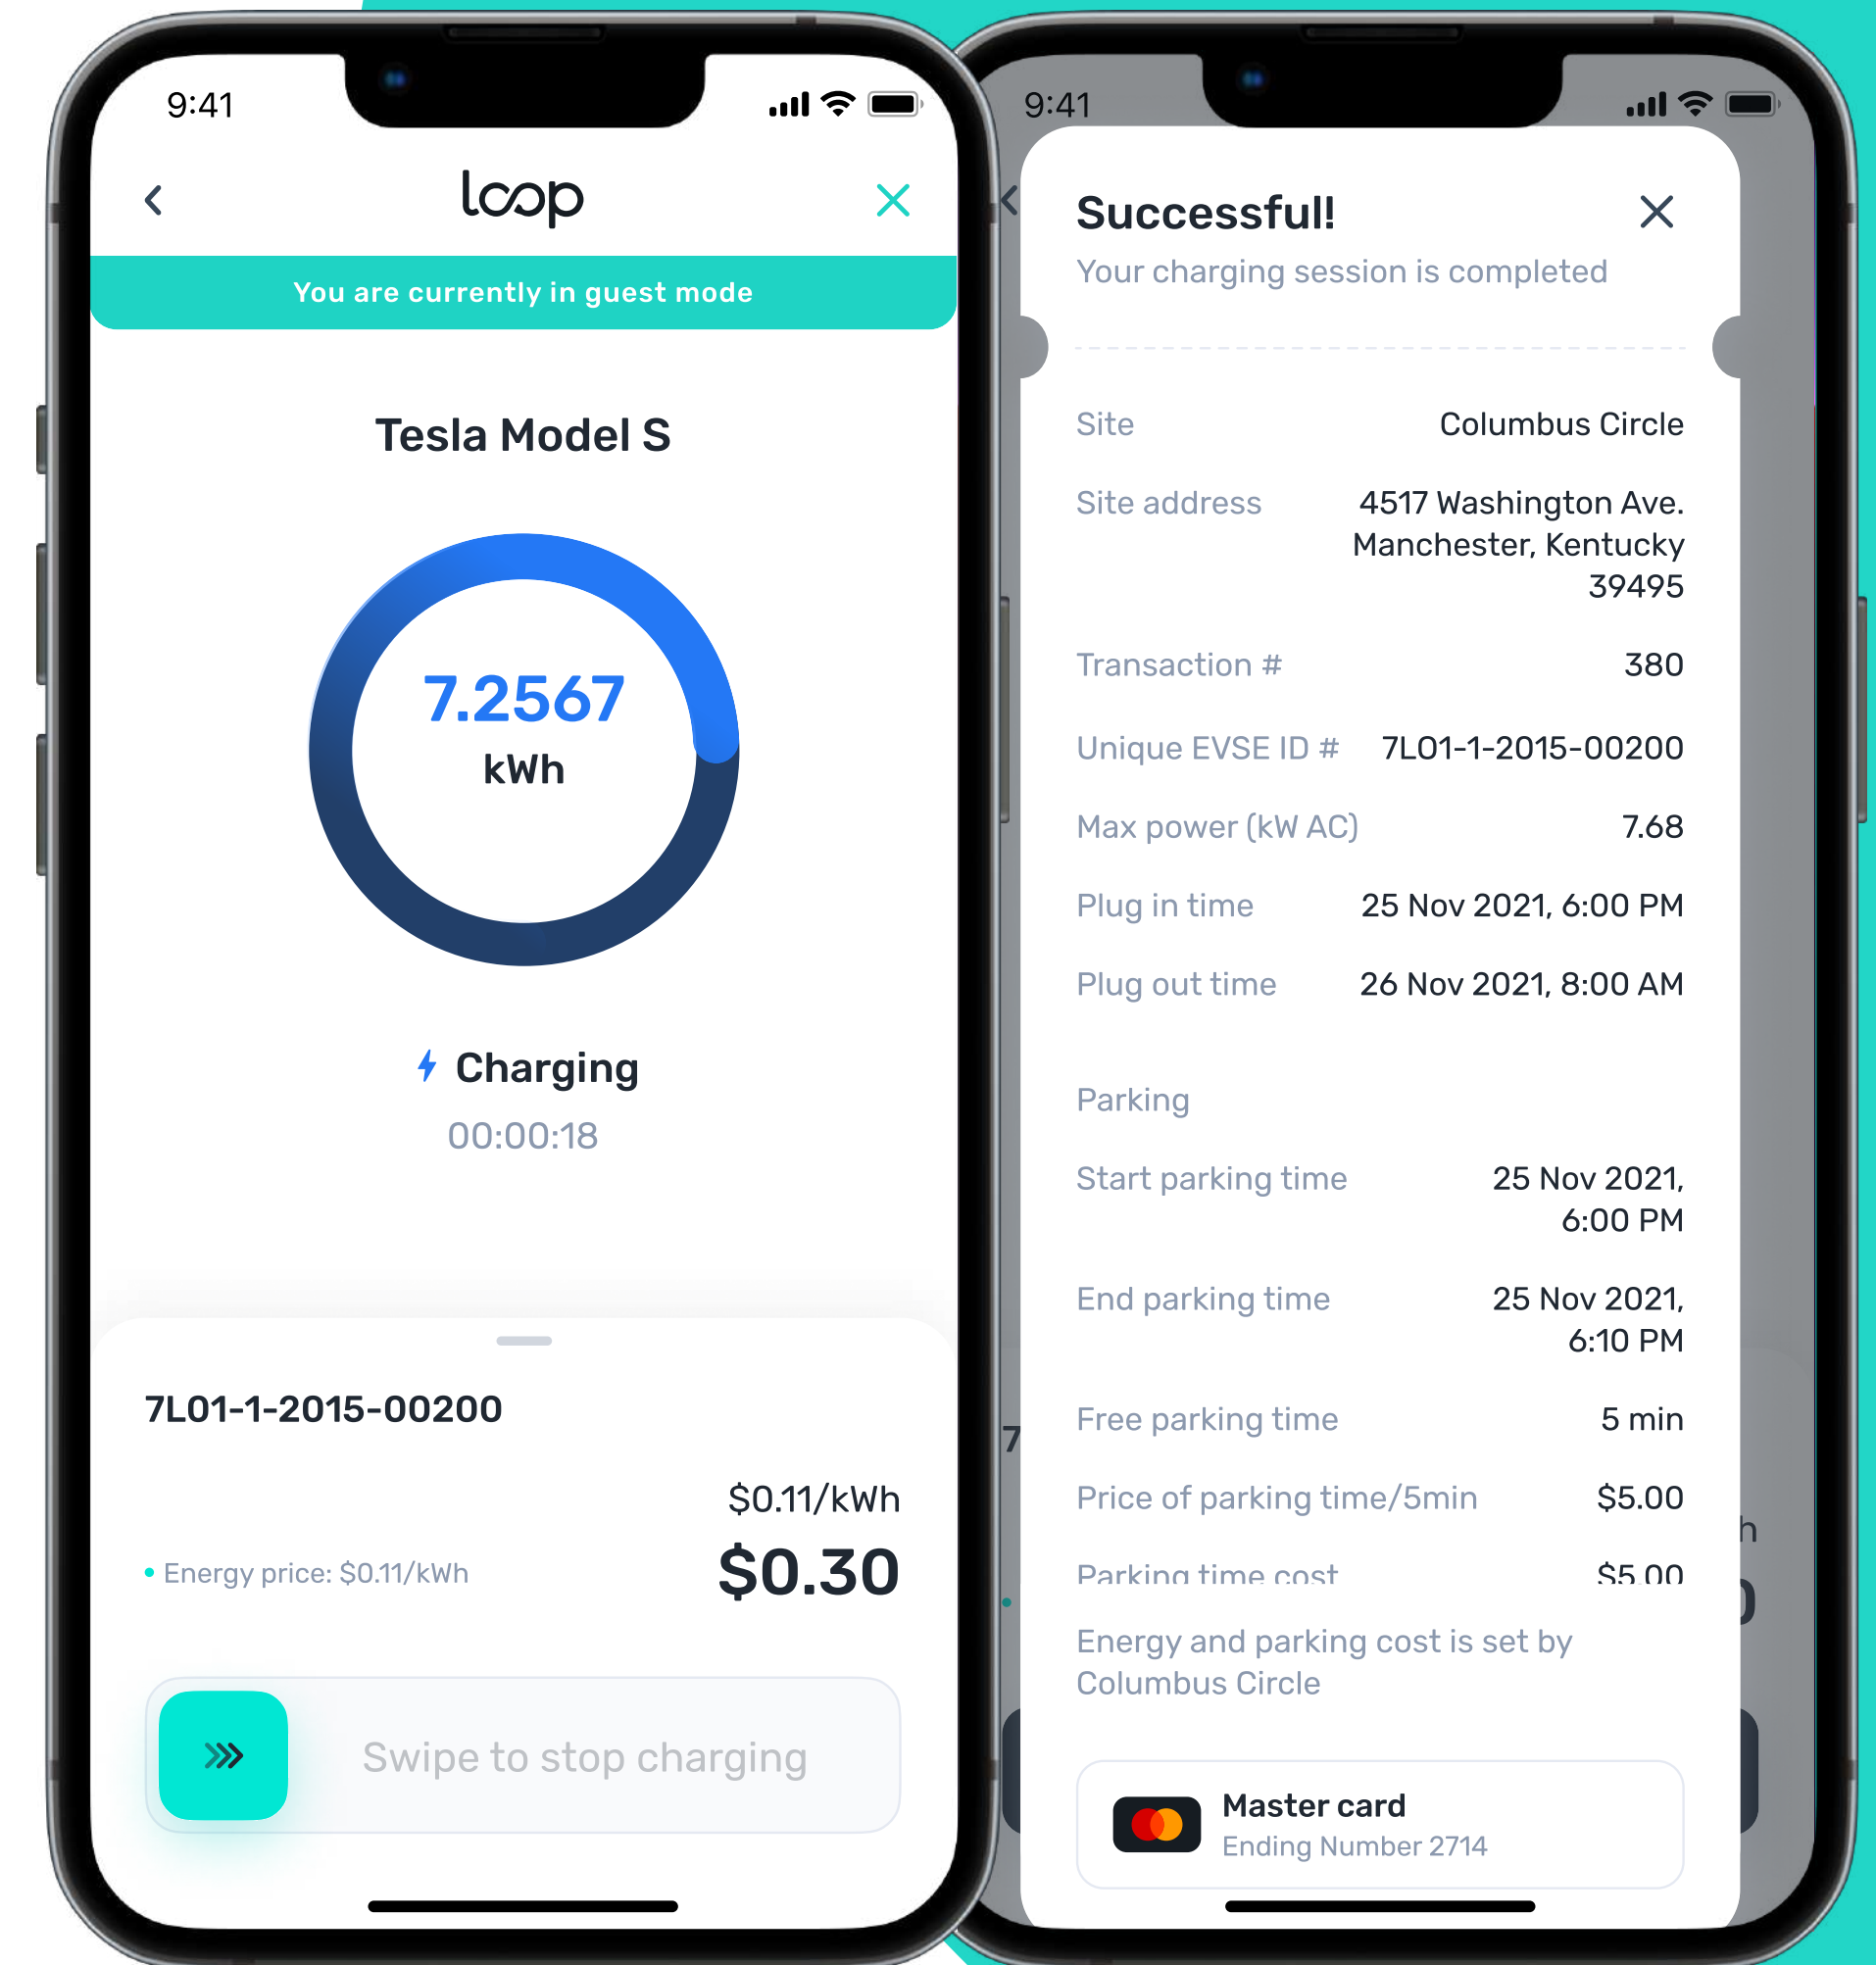 9:41
loop
You are currently in guest mode
Tesla Model S
7.2567
kWh
Charging
00:00:18
7L01-1-2015-00200
$0.11/kWh
Energy price: $0.11/kWh
$0.30
Swipe to stop charging
9:41
Successful!
Your charging session is completed
Site Columbus Circle
Site address 4517 Washington Ave.
Manchester, Kentucky
39495
Transaction # 380
Unique EVSE ID # 7LO1-1-2015-00200
Max power (kW AC) 7.68
Plug in time 25 Nov 2021, 6:00 PM
Plug out time 26 Nov 2021, 8:00 AM
Parking
Start parking time 25 Nov 2021,
6:00 PM
End parking time 25 Nov 2021,
6:10 PM
Free parking time 5 min
Price of parking time/5min $5.00
Parking time cost $5.00
7
h
0
Energy and parking cost is set by
Columbus Circle
Master card
Ending Number 2714